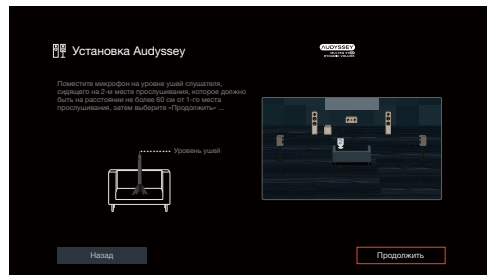 Установка Audyssey
AUDYSSEY
Поместите микрофон на уровне ушей слушателя,
сидящего на 2-м месте прослушивания, которое должно
быть на расстоянии не более 60 см от 1-го места
прослушивания, затем выберите «Продолжить» ...
Уровень ушей
Назад
Продолжить